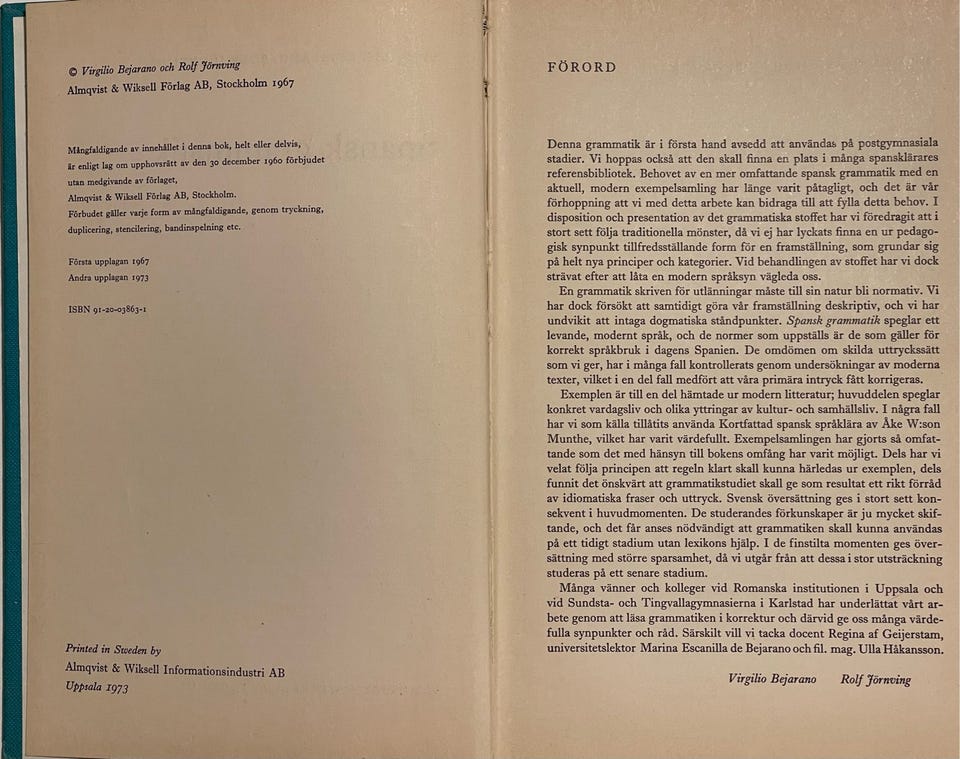 © Virgilio Bejarano och Rolf Jörnving
Almqvist & Wiksell Förlag AB, Stockholm 1967
Mångfaldigande av innehållet i denna bok, helt eller delvis,
är enligt lag om upphovsrätt av den 30 december 1960 förbjudet
utan medgivande av förlaget,
Almqvist & Wiksell Förlag AB, Stockholm.
Förbudet gäller varje form av mångfaldigande, genom tryckning,
duplicering, stencilering, bandinspelning etc.
Första upplagan 1967
Andra upplagan 1973
ISBN 91-20-03863-1
Printed in Sweden by
Almqvist & Wiksell Informationsindustri AB
Uppsala 1973
FÖRORD
Denna grammatik är i första hand avsedd att användas på postgymnasiala
stadier. Vi hoppas också att den skall finna en plats i många spansklärares
referensbibliotek. Behovet av en mer omfattande spansk grammatik med en
aktuell, modern exempelsamling har länge varit påtagligt, och det är vår
förhoppning att vi med detta arbete kan bidraga till att fylla detta behov. I
disposition och presentation av det grammatiska stoffet har vi föredragit att i
stort sett följa traditionella mönster, då vi ej har lyckats finna en ur pedago-
gisk synpunkt tillfredsställande form för en framställning, som grundar sig
på helt nya principer och kategorier. Vid behandlingen av stoffet har vi dock
strävat efter att låta en modern språksyn vägleda oss.
En grammatik skriven för utlänningar måste till sin natur bli normativ. Vi
har dock försökt att samtidigt göra vår framställning deskriptiv, och vi har
undvikit att intaga dogmatiska ståndpunkter. Spansk grammatik speglar ett
levande, modernt språk, och de normer som uppställs är de som gäller för
korrekt språkbruk i dagens Spanien. De omdömen om skilda uttryckssätt
som vi ger, har i många fall kontrollerats genom undersökningar av moderna
texter, vilket i en del fall medfört att våra primära intryck fått korrigeras.
Exemplen är till en del hämtade ur modern litteratur; huvuddelen speglar
konkret vardagsliv och olika yttringar av kultur- och samhällsliv. I några fall
har vi som källa tillåtits använda Kortfattad spansk språklära av Åke W:son
Munthe, vilket har varit värdefullt. Exempelsamlingen har gjorts så omfat-
tande som det med hänsyn till bokens omfång har varit möjligt. Dels har vi
velat följa principen att regeln klart skall kunna härledas ur exemplen, dels
funnit det önskvärt att grammatikstudiet skall ge som resultat ett rikt förråd
av idiomatiska fraser och uttryck. Svensk översättning ges i stort sett kon-
sekvent i huvudmomenten. De studerandes förkunskaper är ju mycket skif-
tande, och det får anses nödvändigt att grammatiken skall kunna användas
på ett tidigt stadium utan lexikons hjälp. I de finstilta momenten ges över-
sättning med större sparsamhet, då vi utgår från att dessa i stor utsträckning
studeras på ett senare stadium.
Många vänner och kolleger vid Romanska institutionen i Uppsala och
vid Sundsta- och Tingvallagymnasierna i Karlstad har underlättat vårt ar-
bete genom att läsa grammatiken i korrektur och därvid ge oss många värde-
fulla synpunkter och råd. Särskilt vill vi tacka docent Regina af Geijerstam,
universitetslektor Marina Escanilla de Bejarano och fil. mag. Ulla Håkansson.
Virgilio Bejarano Rolf Jörnving